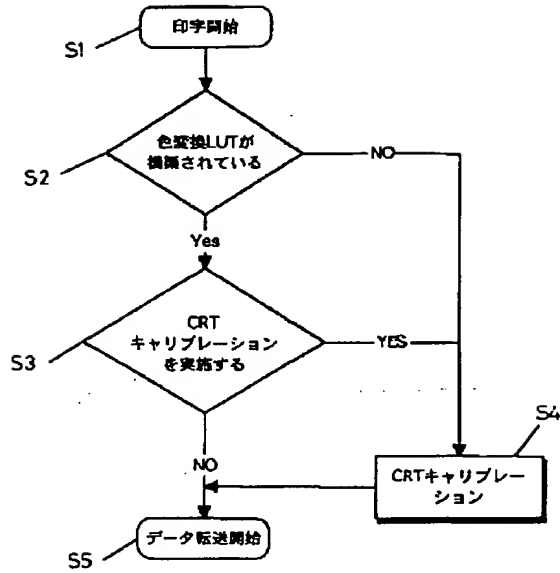 印字開始
S1
色変換LUTが
構築されている
NO
S2
Yes
CRT
キャリブレーション
を実施する
YES
S3
S4
NO
CRTキャリブレー
ション
データ転送開始
S5